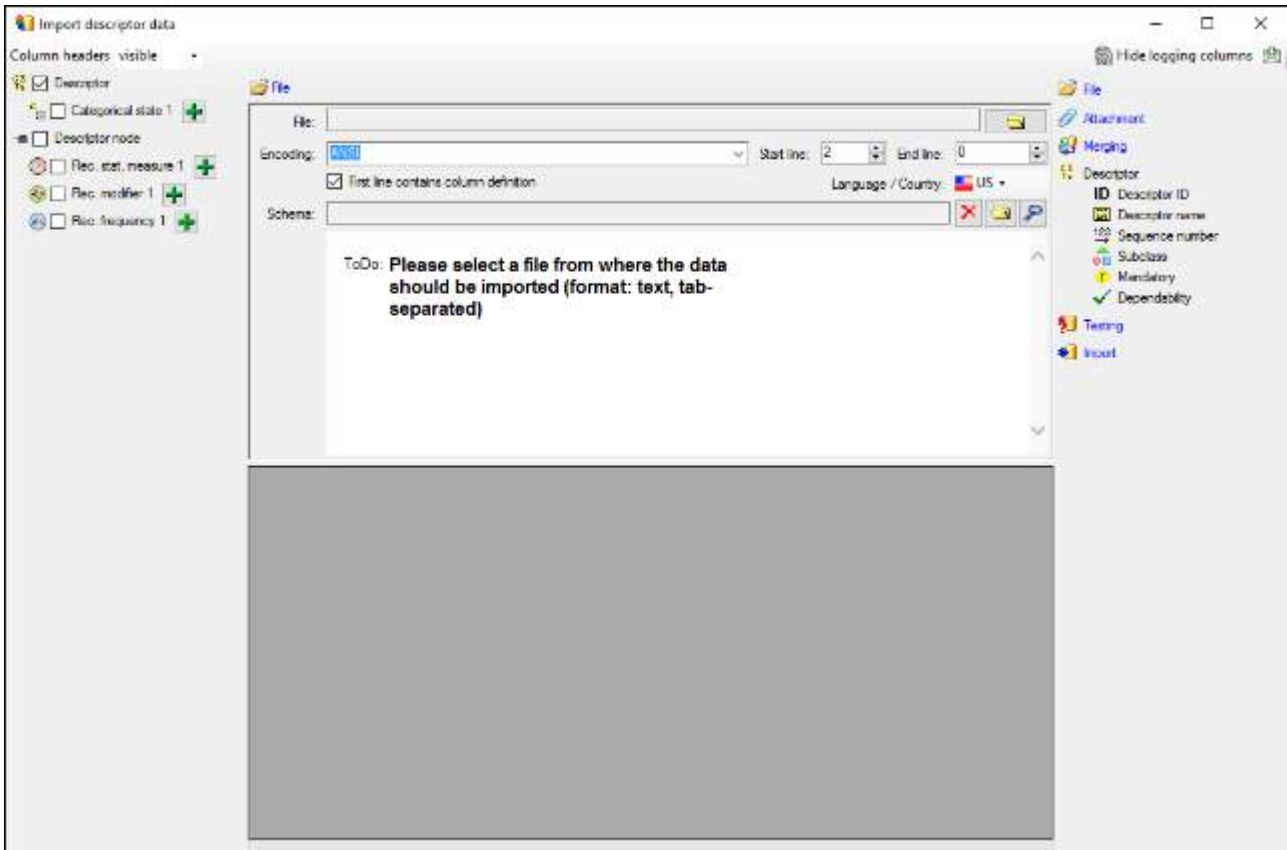 Import descriptor data
Column headers visible
Hide logging columns
Descriptor
Categorical state 1
Descriptor node
Rec. stat. measure 1
Rec. modifier 1
Rec. frequency 1
File
File:
Encoding: ANSI Start line: 2 End line: 0
First line contains column definition Language / Country: US
Schema:
ToDo: Please select a file from where the data
should be imported (format: text, tab-
separated)
File
Attachment
Merging
Descriptor
ID Descriptor ID
Descriptor name
123 Sequence number
Subclass
Mandatory
Dependability
Testing
Import